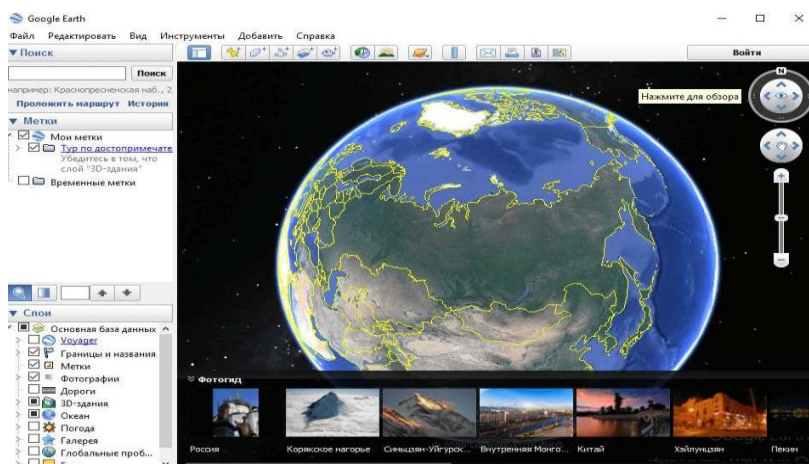 Google Earth
Файл Редактировать Вид Инструменты Добавить Справка
Поиск
Войти
Поиск
например: Краснопресненская наб., 2
Проложить маршрут История
Нажмите для обзора
N
Метки
Мои метки
Тур по достопримечате
Убедитесь в том, что
слой "3D-здания"
Временные метки
Слои
Основная база данных
Voyager
Границы и названия
Метки
Фотографии
Дороги
3D-здания
Океан
Погода
Галерея
Глобальные проб...
Фотогид
Россия Корякское нагорье Синьцзян-Уйгурск... Внутренняя Монго... Китай Хэйлунцзян Пекин